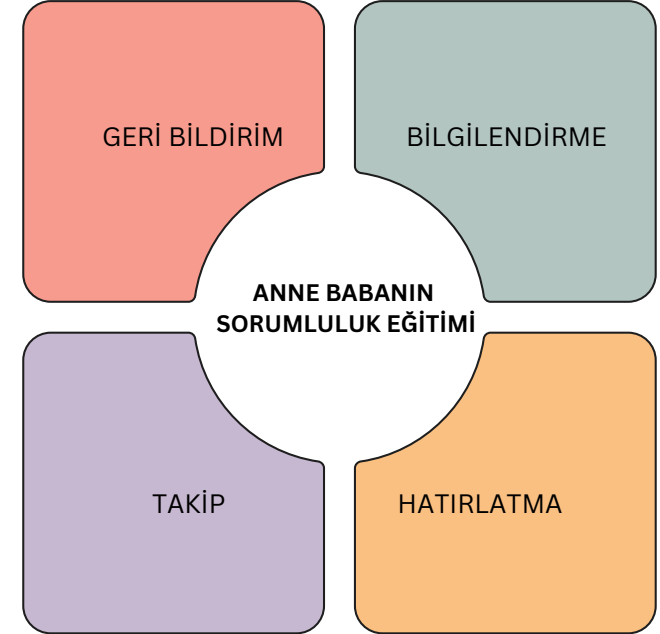 GERİ BİLDİRİM
BİLGİLENDİRME
ANNE BABANIN
SORUMLULUK EĞİTİMİ
TAKİP
HATIRLATMA